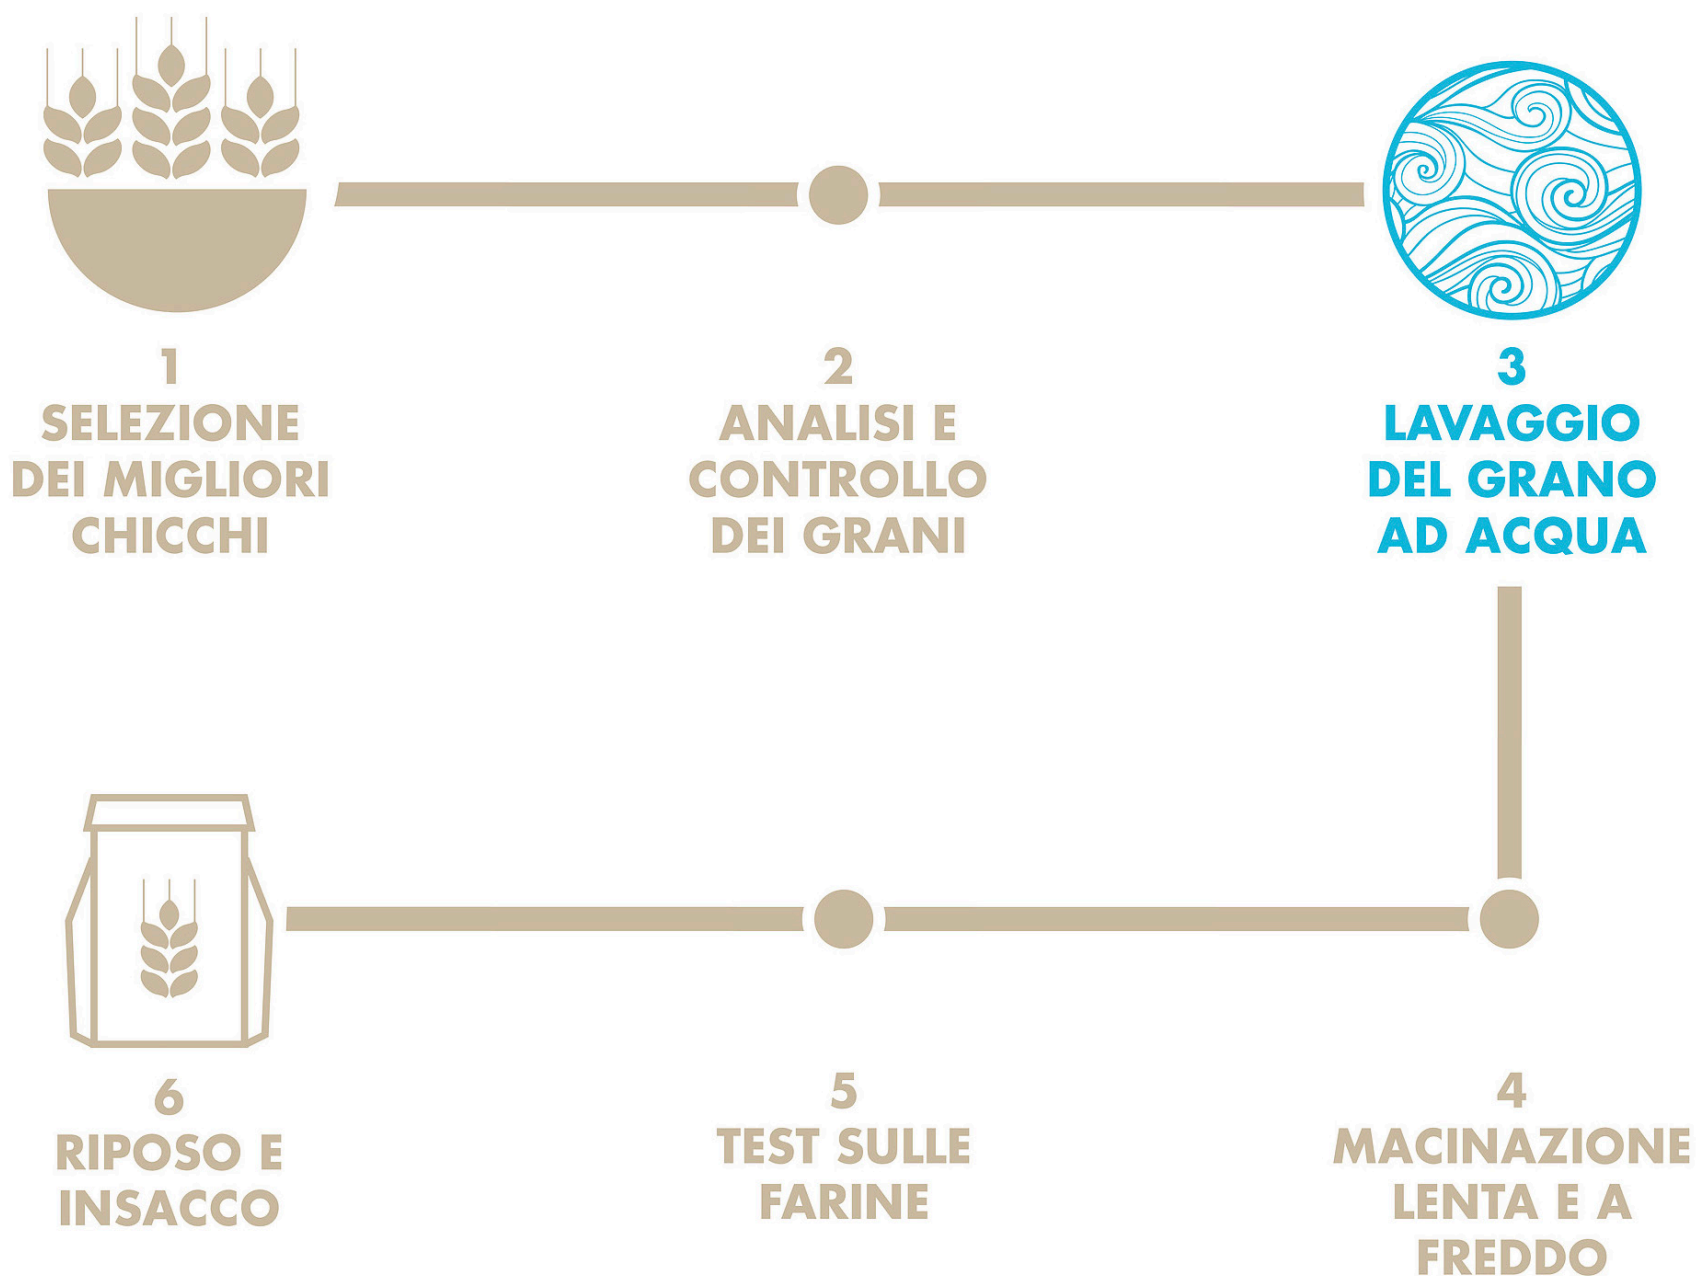 1
SELEZIONE
DEI MIGLIORI
CHICCHI
2
ANALISI E
CONTROLLO
DEI GRANI
3
LAVAGGIO
DEL GRANO
AD ACQUA
4
MACINAZIONE
LENTA E A
FREDDO
5
TEST SULLE
FARINE
6
RIPOSO E
INSACCO